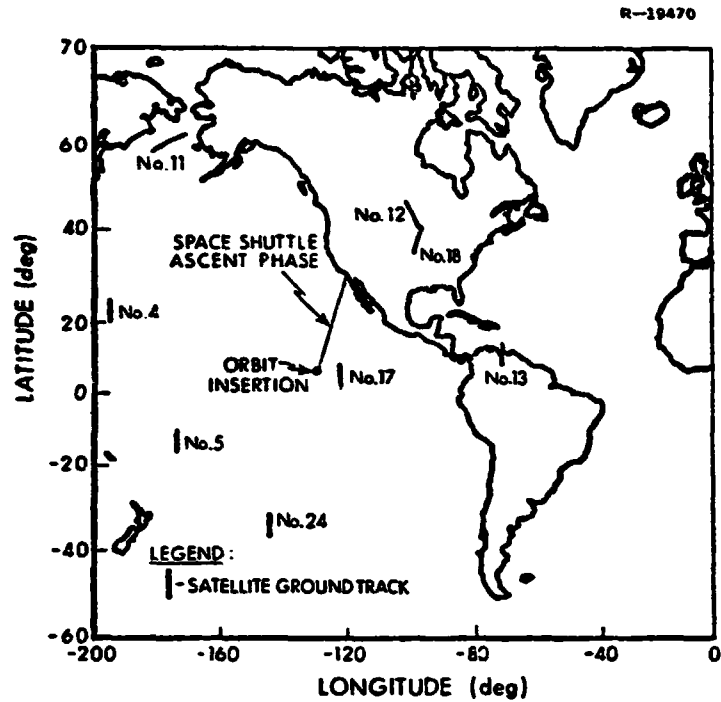 R-19470
70
60
40
20
0
-20
-40
-60
LATITUDE (deg)
No.11
No.12
No.18
SPACE SHUTTLE
ASCENT PHASE
No.4
ORBIT
INSERTION
No.17
No.13
No.5
No.24
LEGEND :
-SATELLITE GROUND TRACK
-200
-160
-120
-80
-40
0
LONGITUDE (deg)